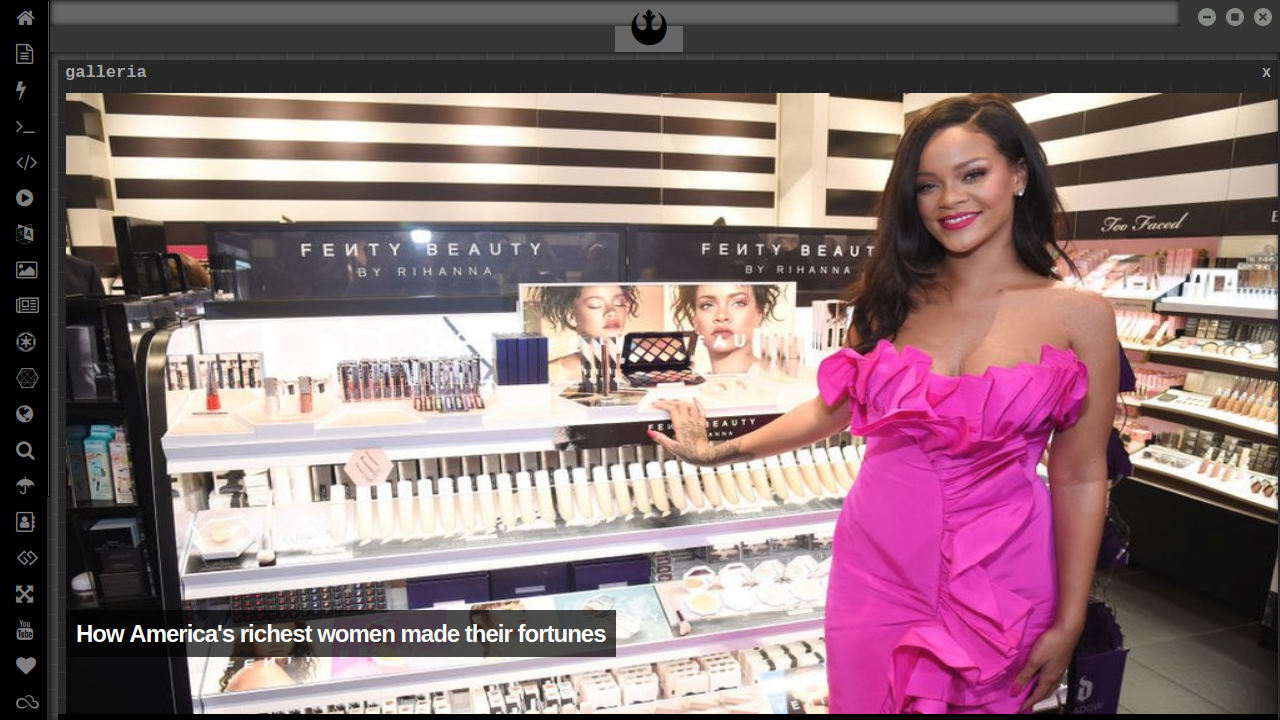 galleria
x
Too Faced
FENTY BEAUTY
BY RIHANNA
FENTY BEAUT
BY RIHANNA
FENTY BEAUTY
How America's richest women made their fortunes